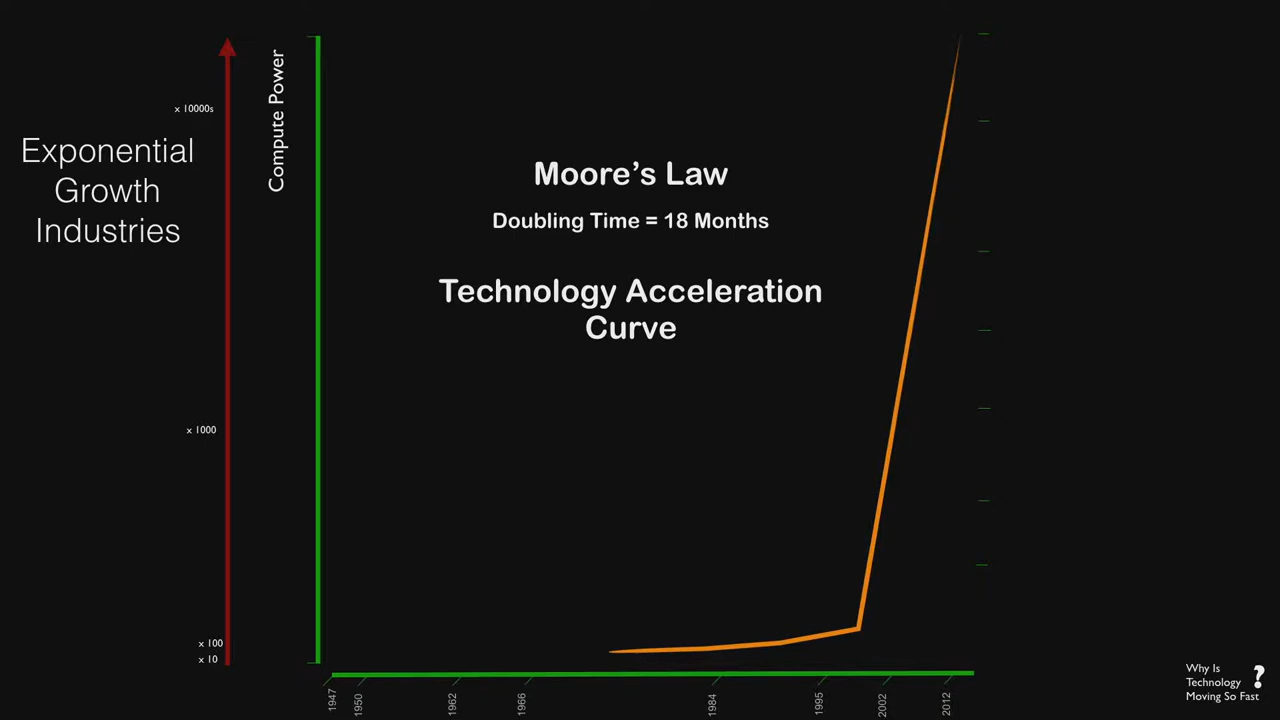 Exponential
Growth
Industries
x 10000s
x 1000
x 100
x 10
Compute Power
Moore’s Law
Doubling Time = 18 Months
Technology Acceleration
Curve
1947
1950
1962
1966
1984
1995
2002
2012
Why Is
Technology
Moving So Fast
?